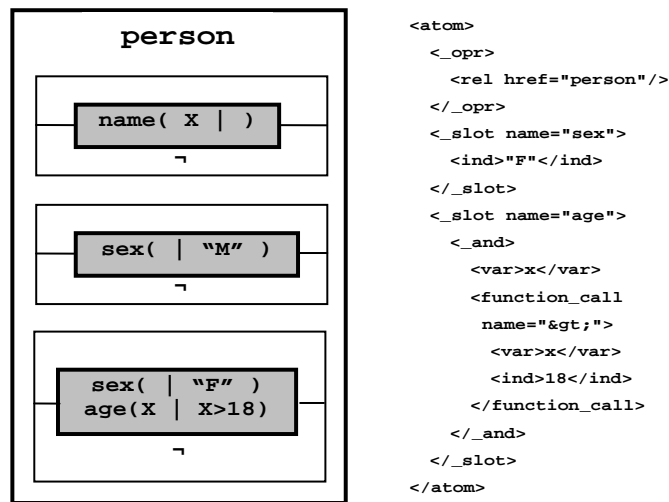 person
name( X | )
¬
sex( | “M” )
¬
sex( | “F” )
age(X | X>18)
¬
<atom>
<_opr>
<rel href="person"/>
</_opr>
<_slot name="sex">
<ind>"F"</ind>
</_slot>
<_slot name="age">
<_and>
<var>x</var>
<function_call
name="&gt;">
<var>x</var>
<ind>18</ind>
</function_call>
</_and>
</_slot>
</atom>